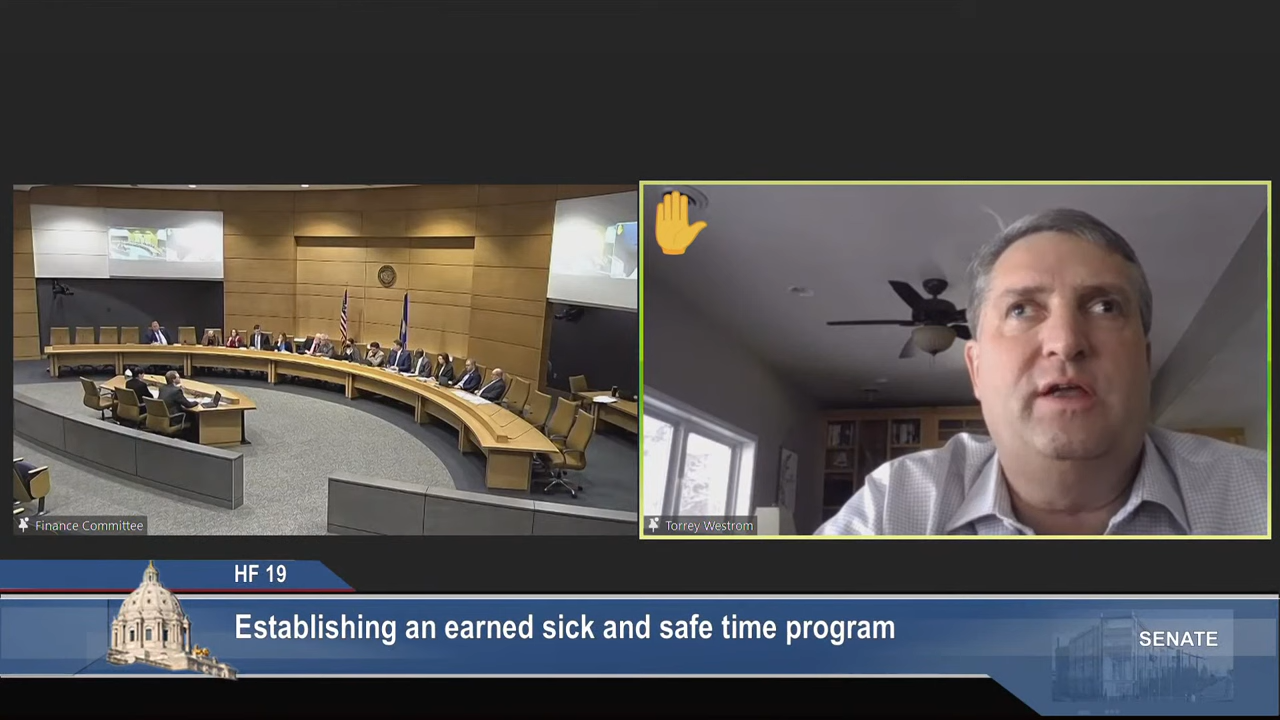 Finance Committee
Torrey Westrom
HF 19
Establishing an earned sick and safe time program
SENATE